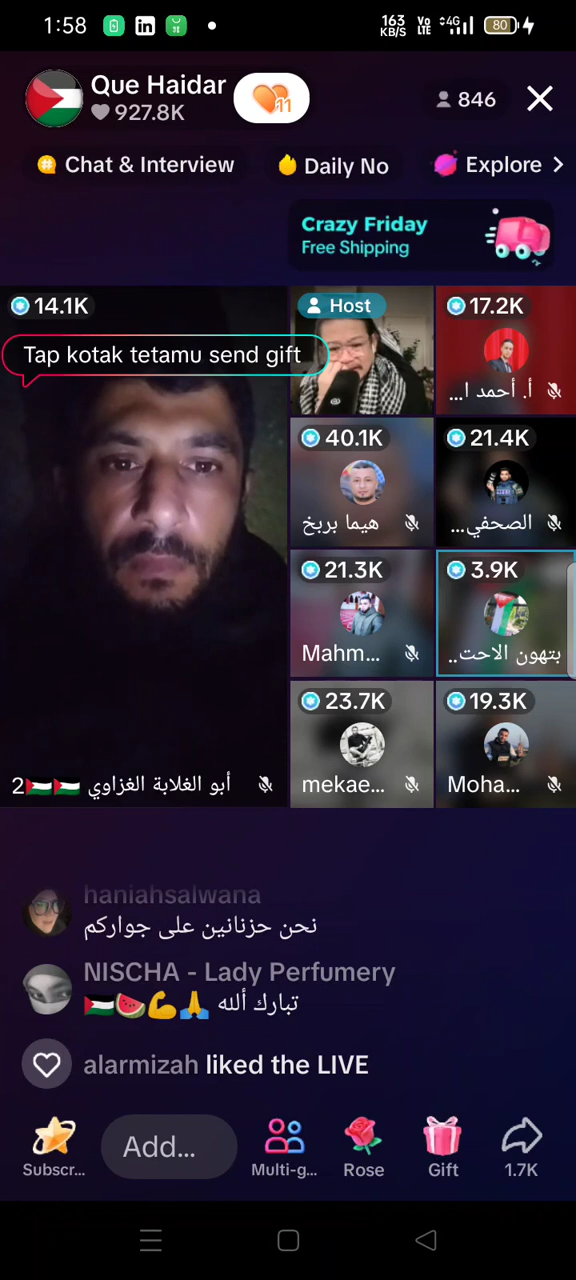 1:58
163 KB/S
Vo LTE
4G
80
Que Haidar
927.8K
11
846
Chat & Interview
Daily No
Explore
Crazy Friday
Free Shipping
14.1K
Host
17.2K
Tap kotak tetamu send gift
أ. أحمد ا...
40.1K
21.4K
هيما بربخ
الصحفي...
21.3K
3.9K
Mahm...
بتهون الاحت..
23.7K
19.3K
أبو الغلابة الغزاوي 🇵🇸🇵🇸2
mekae...
Moha...
haniahsalwana
نحن حزنانين على جواركم
NISCHA - Lady Perfumery
تبارك ألله 🙏💪🍉🇵🇸
alarmizah liked the LIVE
Subscr...
Add...
Multi-g...
Rose
Gift
1.7K